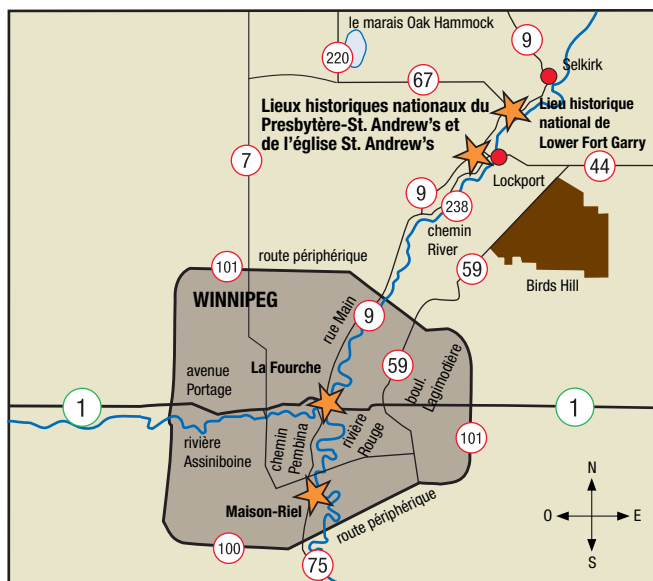 le marais Oak Hammock
9
220
Selkirk
67
Lieux historiques nationaux du
Presbytère-St. Andrew's et
de l'église St. Andrew's
Lieu historique
national de
Lower Fort Garry
7
44
Lockport
9
238
chemin
River
59
101
route périphérique
Birds Hill
WINNIPEG
rue Main
9
La Fourche
59
boul.
Lagimodière
avenue
Portage
1
1
rivière
Assiniboine
chemin
Pembina
rivière
Rouge
101
Maison-Riel
route périphérique
100
75
N
O
E
S